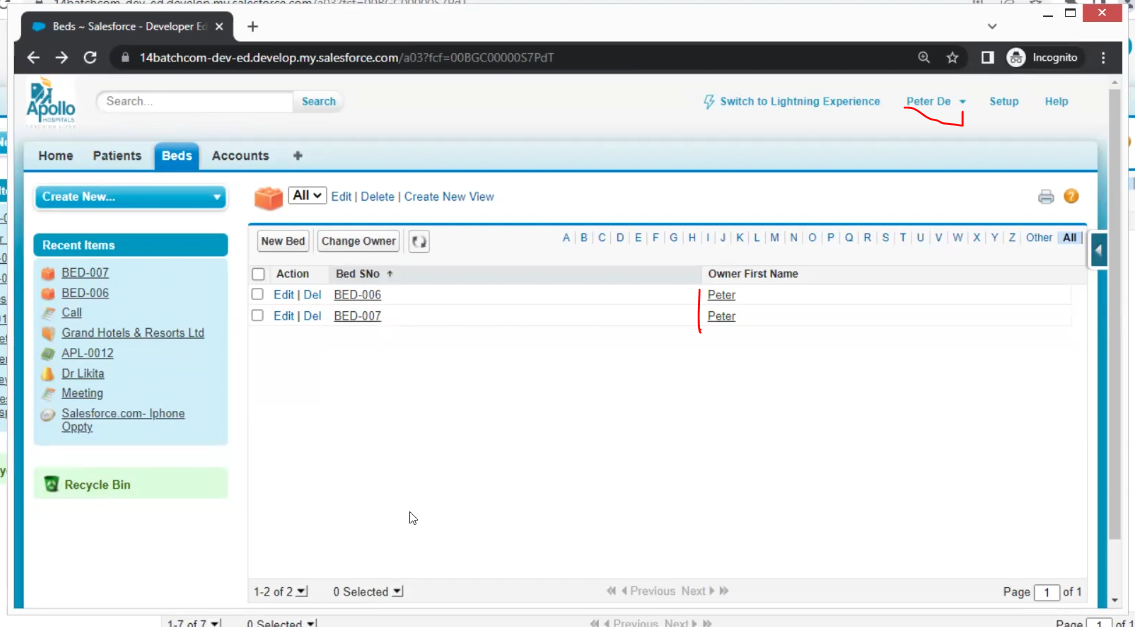 Beds ~ Salesforce - Developer Ed
14batchcom-dev-ed.develop.my.salesforce.com/a03?fcf=00BGC00000S7PdT
Incognito
Apollo
HOSPITALS
Search...
Search
Switch to Lightning Experience
Peter De
Setup
Help
Home
Patients
Beds
Accounts
+
Create New...
Recent Items
BED-007
BED-006
Call
Grand Hotels & Resorts Ltd
APL-0012
Dr Likita
Meeting
Salesforce.com- Iphone
Oppty
Recycle Bin
All
Edit | Delete | Create New View
New Bed
Change Owner
A | B | C | D | E | F | G | H | I | J | K | L | M | N | O | P | Q | R | S | T | U | V | W | X | Y | Z | Other | All
Action Bed SNo Owner First Name
Edit | Del BED-006 Peter
Edit | Del BED-007 Peter
1-2 of 2 0 Selected Previous Next Page 1 of 1
1-7 of 7 0 Selected Previous Next Page 1 of 1